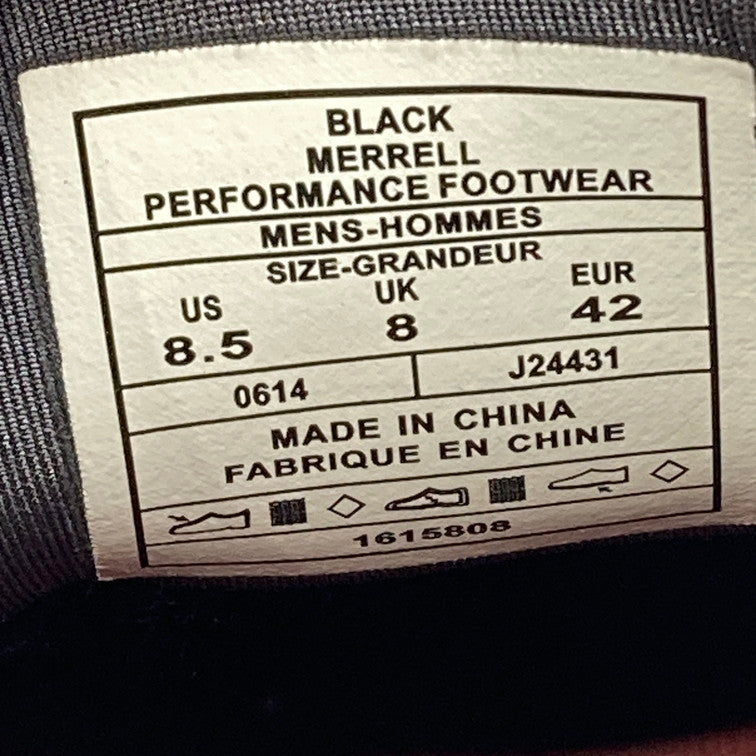 BLACK
MERRELL
PERFORMANCE FOOTWEAR
MENS-HOMMES
SIZE-GRANDEUR
US UK EUR
8.5 8 42
0614 J24431
MADE IN CHINA
FABRIQUE EN CHINE
1615808